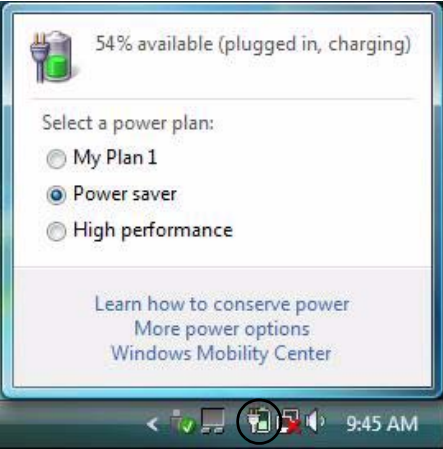 54% available (plugged in, charging)
Select a power plan:
My Plan 1
Power saver
High performance
Learn how to conserve power
More power options
Windows Mobility Center
9:45 AM